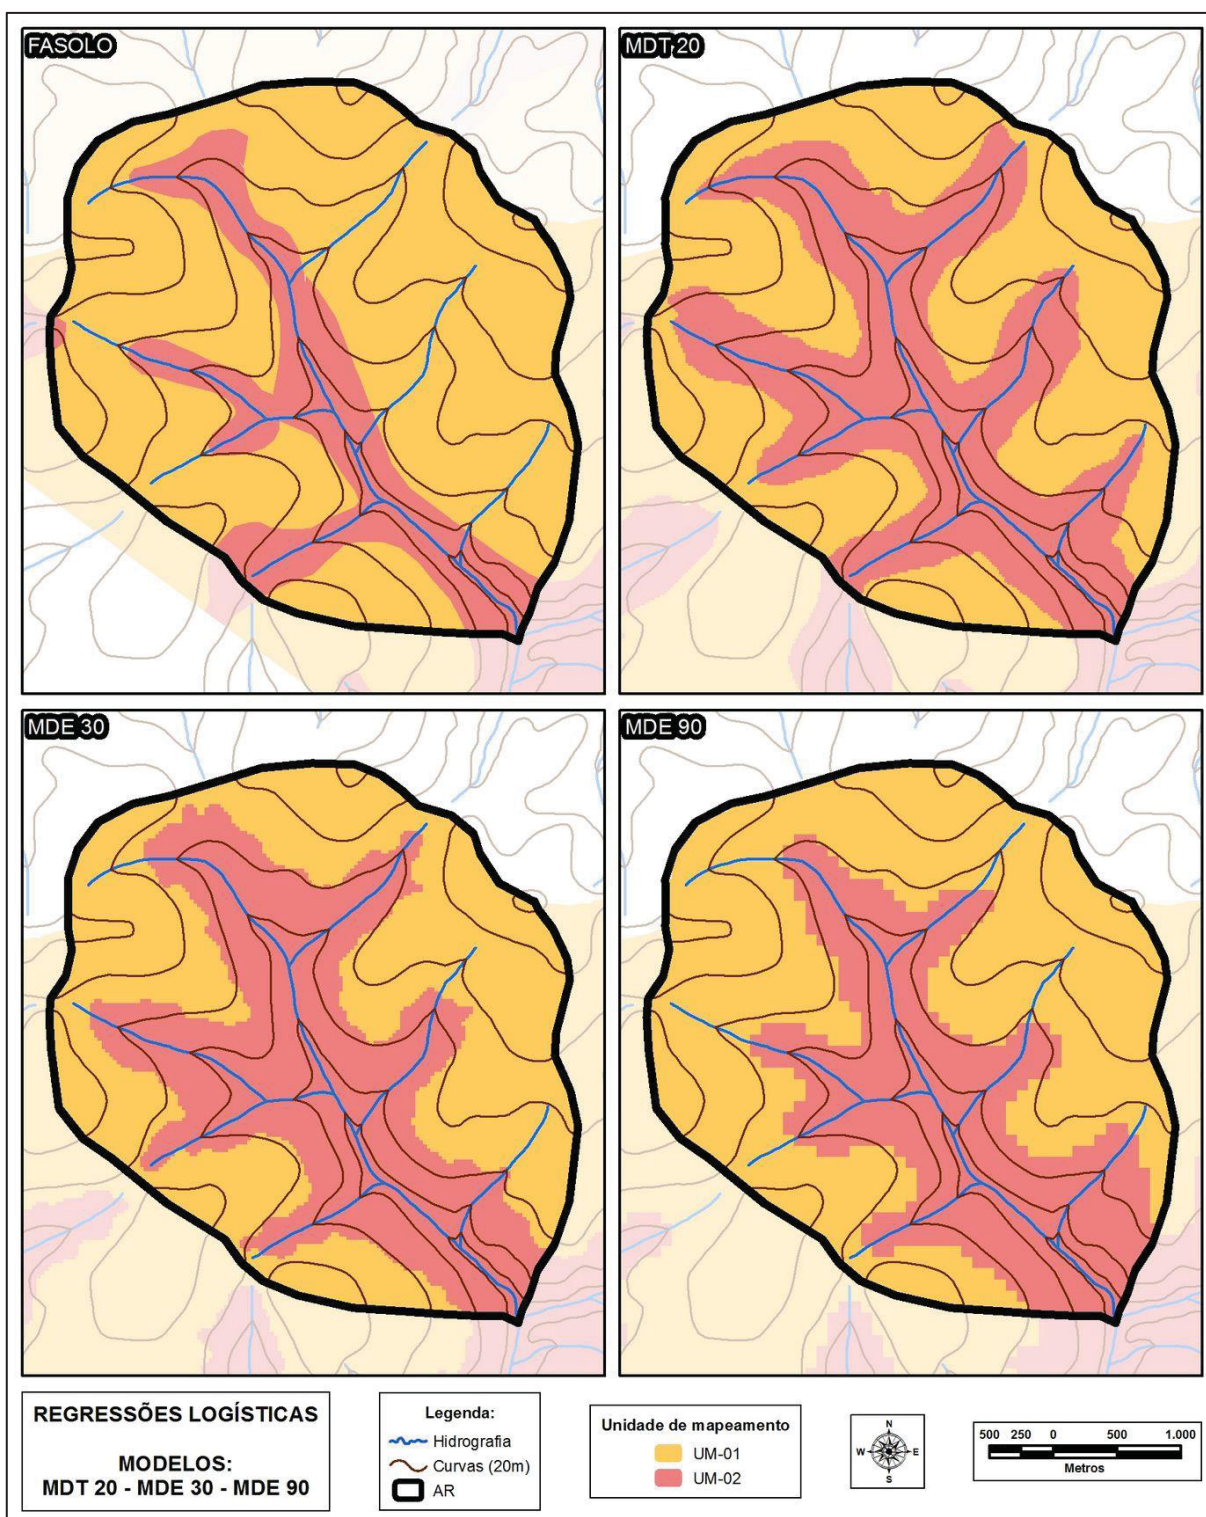 FASOLO
MDT 20
MDE 30
MDE 90
REGRESSÕES LOGÍSTICAS
MODELOS:
MDT 20 - MDE 30 - MDE 90
Legenda:
Hidrografia
Curvas (20m)
AR
Unidade de mapeamento
UM-01
UM-02
N
W
E
S
500 250 0 500 1.000
Metros